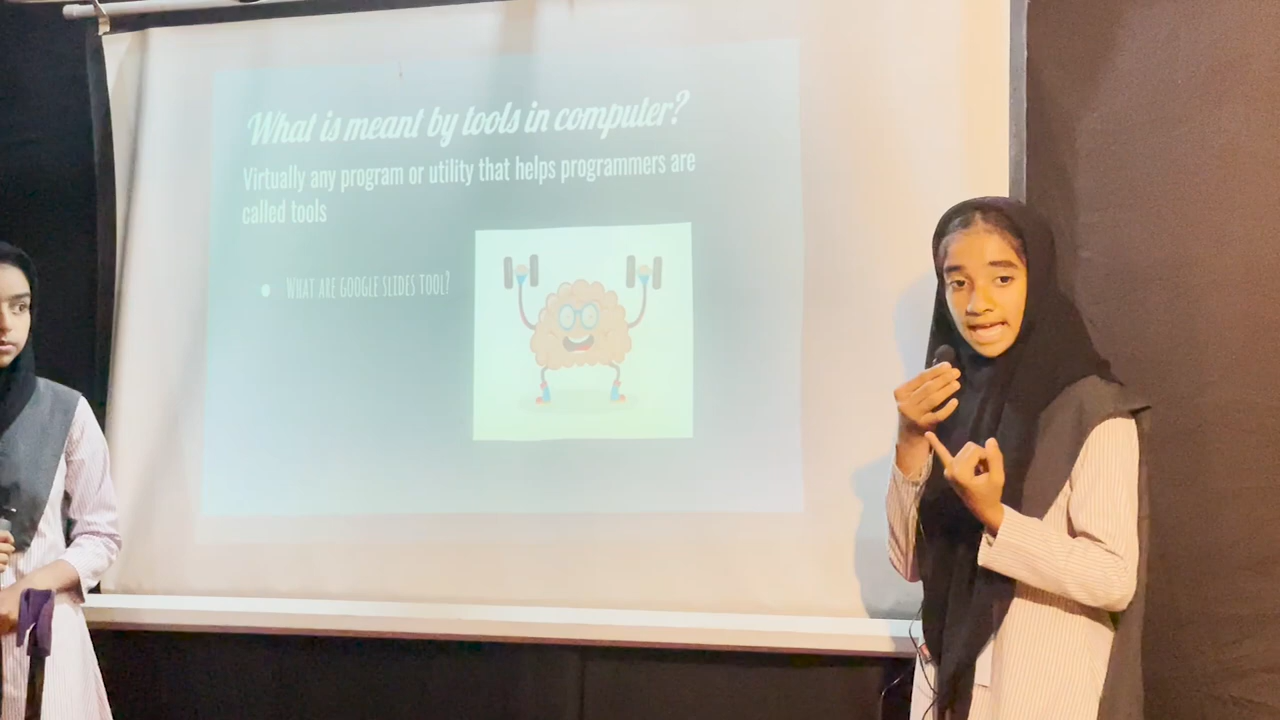 What is meant by tools in computer?
Virtually any program or utility that helps programmers are
called tools
● WHAT ARE GOOGLE SLIDES TOOL?